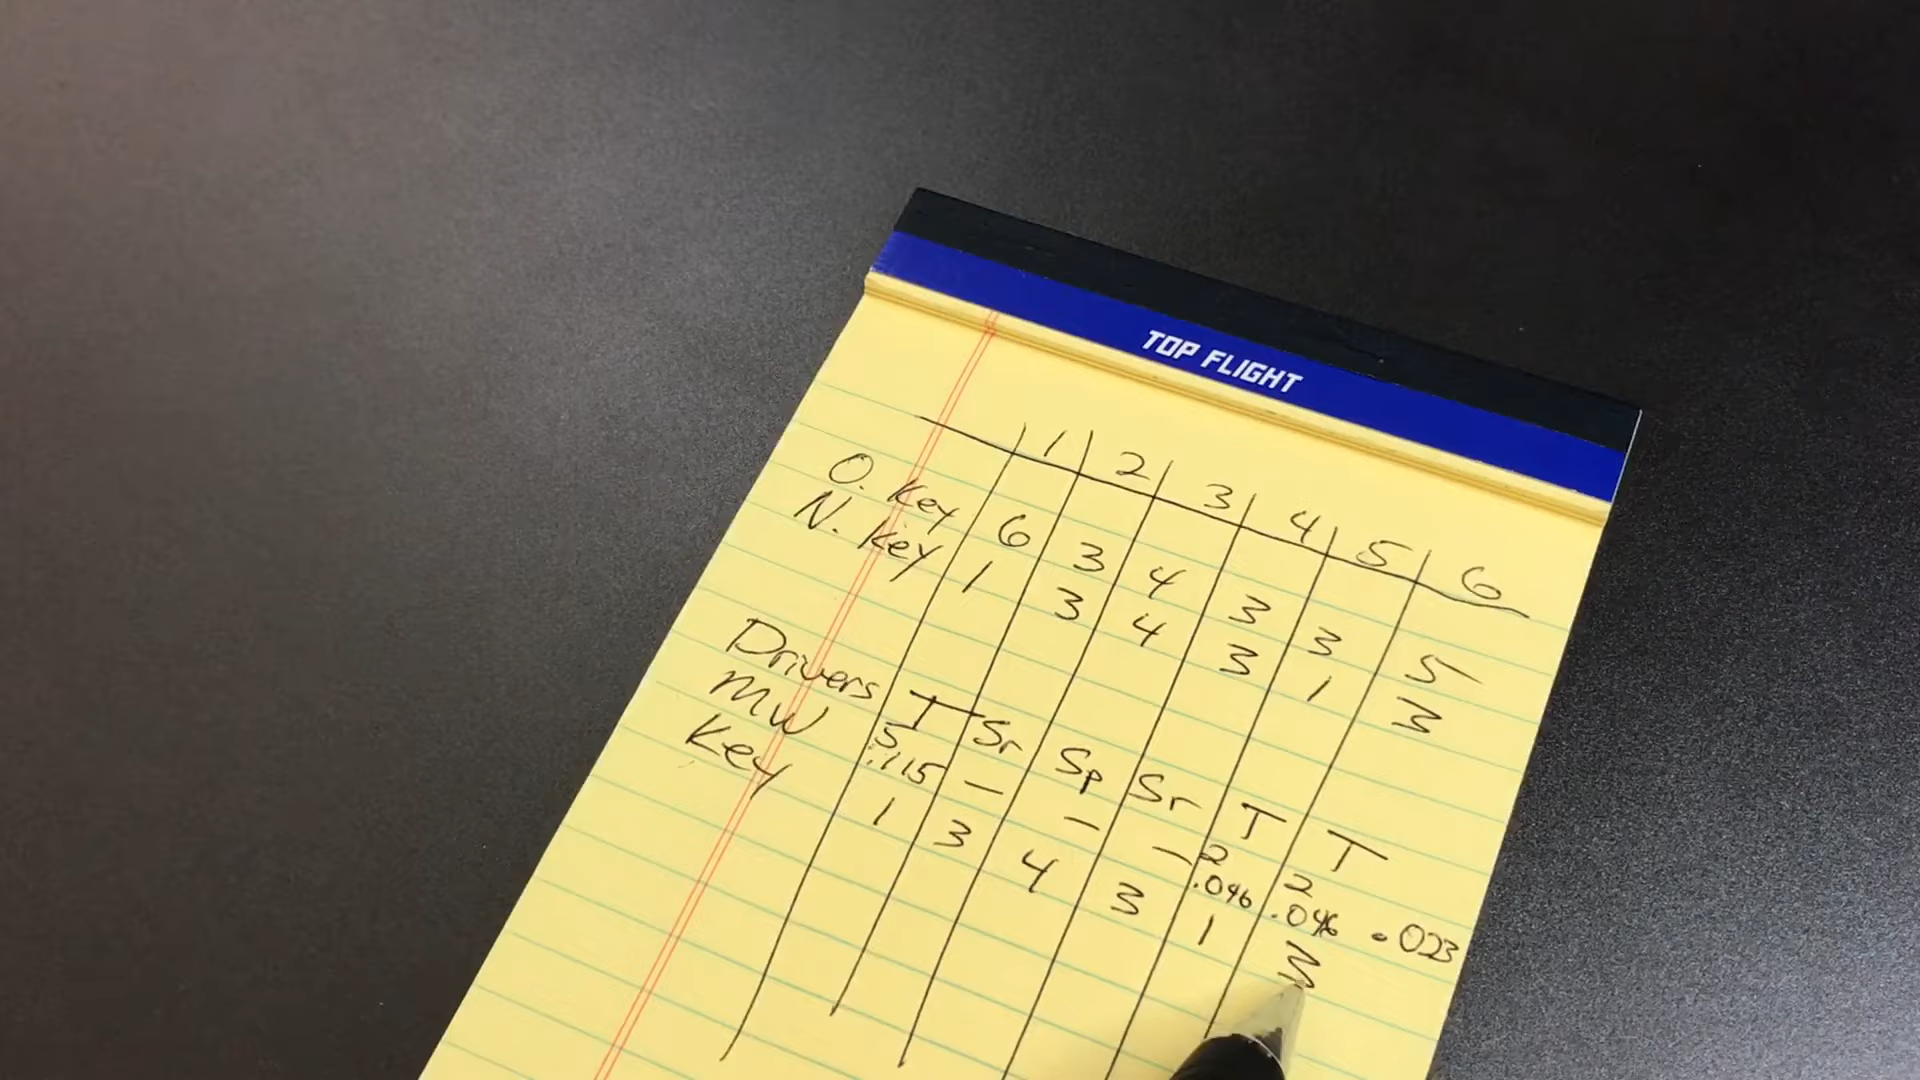 TOP FLIGHT
1 2 3 4 5 6
O. Key 6 3 4 3 3 5
N. Key 1 3 4 3 1 3
Drivers T Sr Sp Sr T T
5 2 2
MW .115 – – – .046 .046 .023
Key 1 3 4 3 1 3